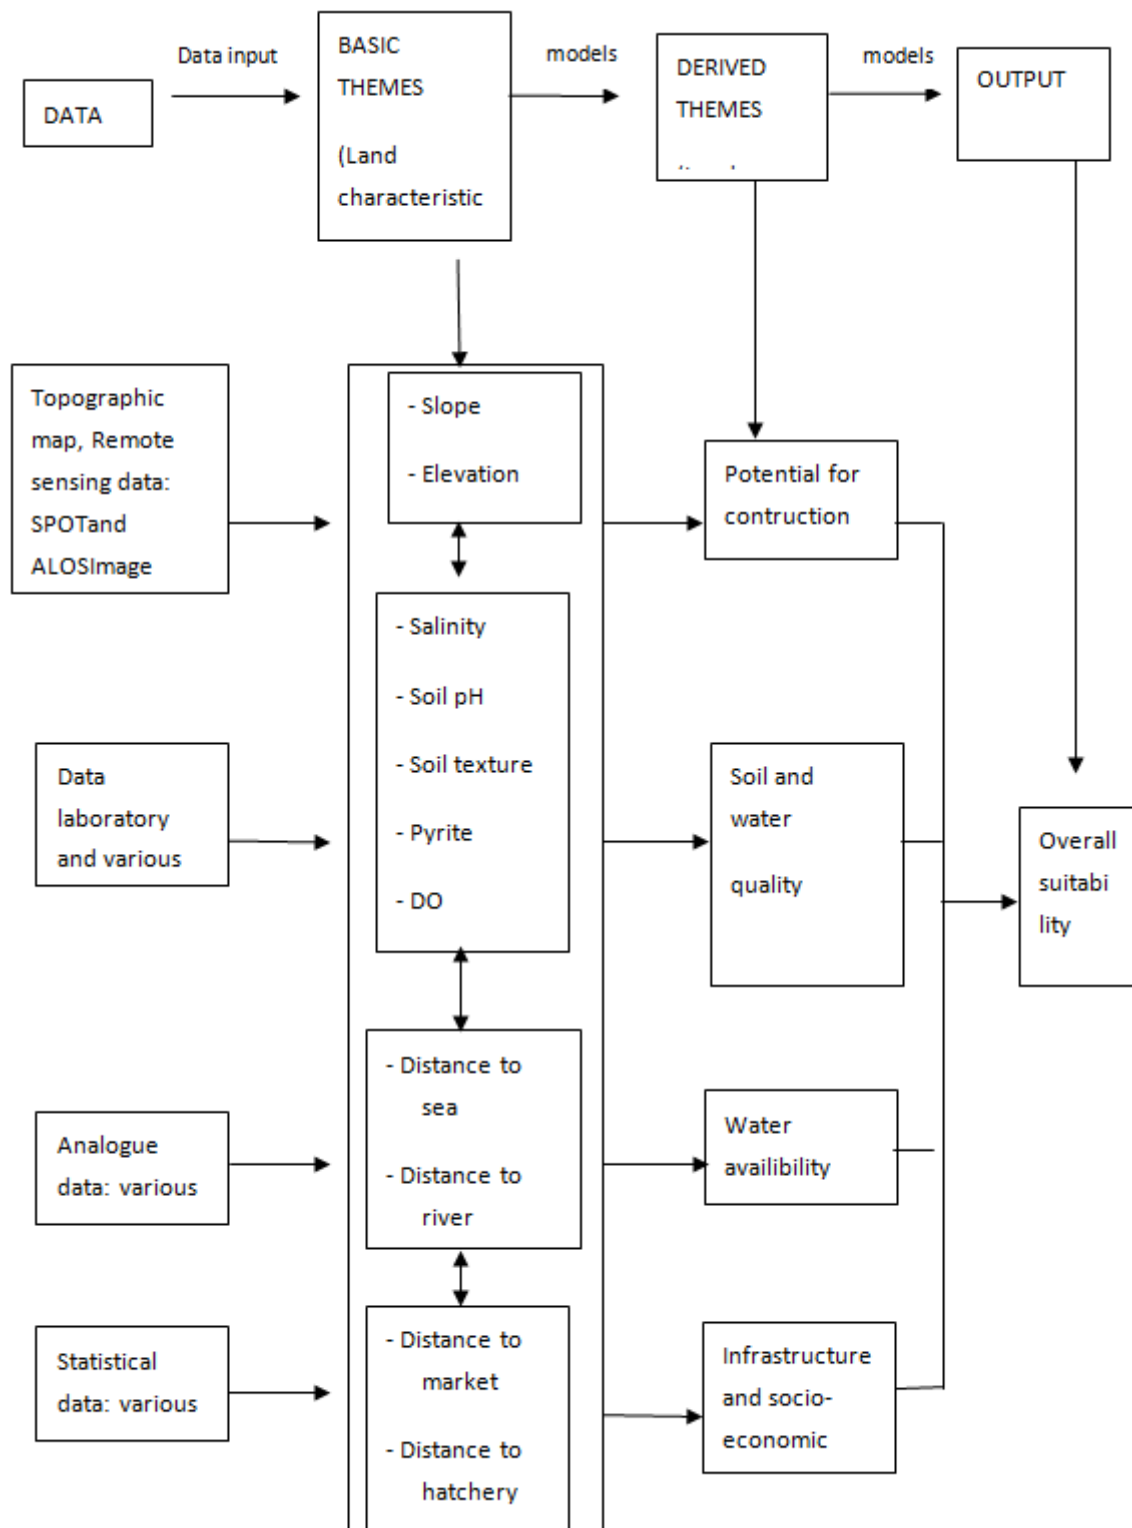 DATA
Data input
BASIC
THEMES
(Land
characteristic
models
DERIVED
THEMES
models
OUTPUT
Topographic
map, Remote
sensing data:
SPOTand
ALOSImage
- Slope
- Elevation
Potential for
contruction
Data
laboratory
and various
- Salinity
- Soil pH
- Soil texture
- Pyrite
- DO
Soil and
water
quality
Overall
suitabi
lity
Analogue
data: various
- Distance to
sea
- Distance to
river
Water
availibility
Statistical
data: various
- Distance to
market
- Distance to
hatchery
Infrastructure
and socio-
economic